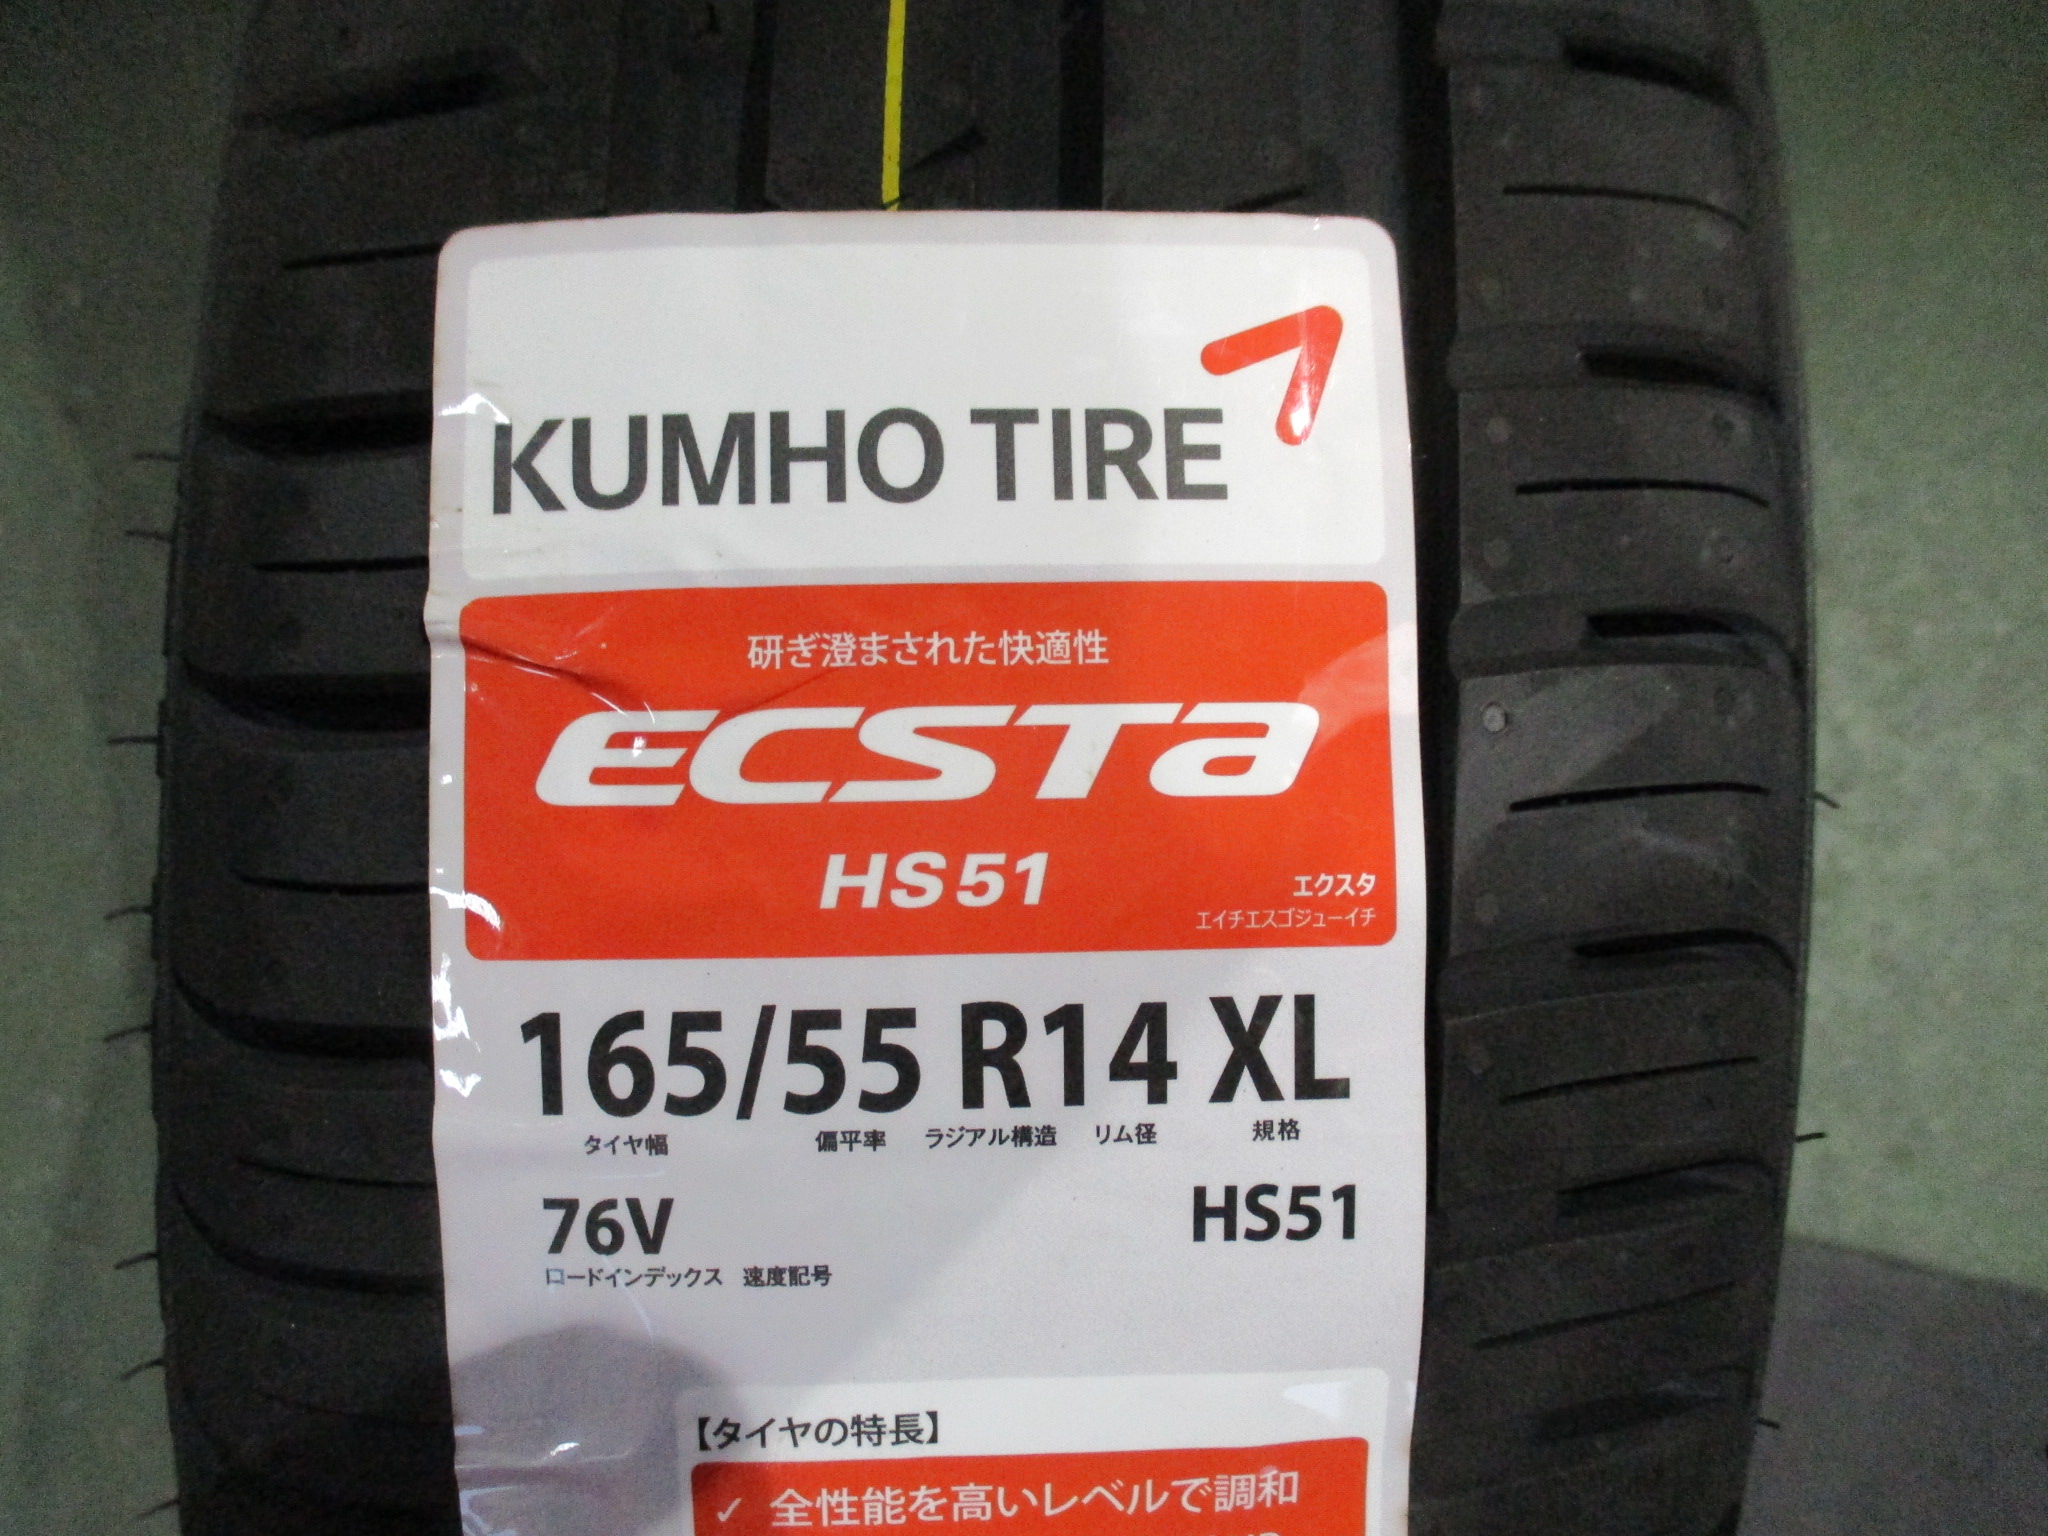 KUMHO TIRE
研ぎ澄まされた快適性
ECSTA
HS51
エクスタ
エイチエスゴジューイチ
165/55 R14 XL
タイヤ幅 偏平率 ラジアル構造 リム径 規格
76V HS51
ロードインデックス 速度記号
【タイヤの特長】
✓ 全性能を高いレベルで調和